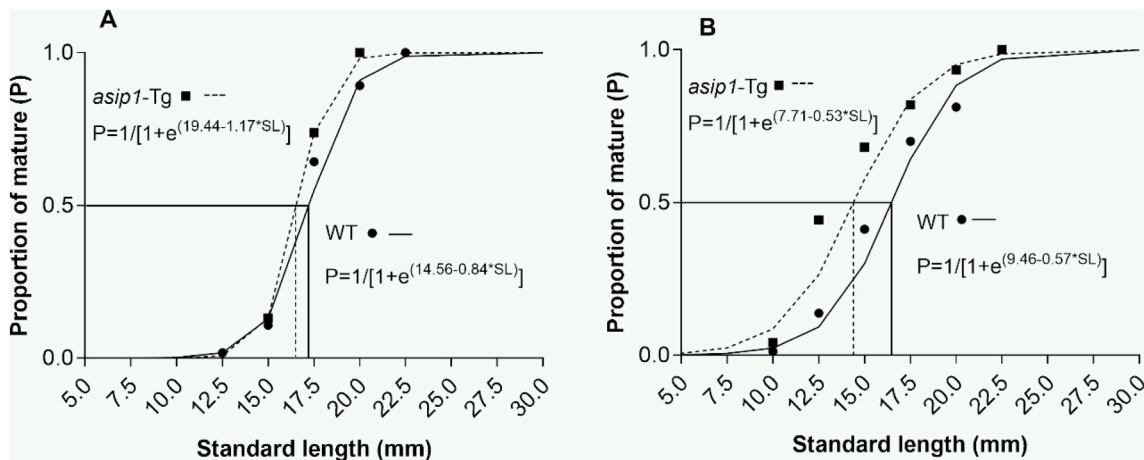 A
Proportion of mature (P)
1.0
0.5
0.0
asip1-Tg
P=1/[1+e^(19.44-1.17*SL)]
WT
P=1/[1+e^(14.56-0.84*SL)]
5.0 7.5 10.0 12.5 15.0 17.5 20.0 22.5 25.0 27.5 30.0
Standard length (mm)
B
Proportion of mature (P)
1.0
0.5
0.0
asip1-Tg
P=1/[1+e^(7.71-0.53*SL)]
WT
P=1/[1+e^(9.46-0.57*SL)]
5.0 7.5 10.0 12.5 15.0 17.5 20.0 22.5 25.0 27.5 30.0
Standard length (mm)